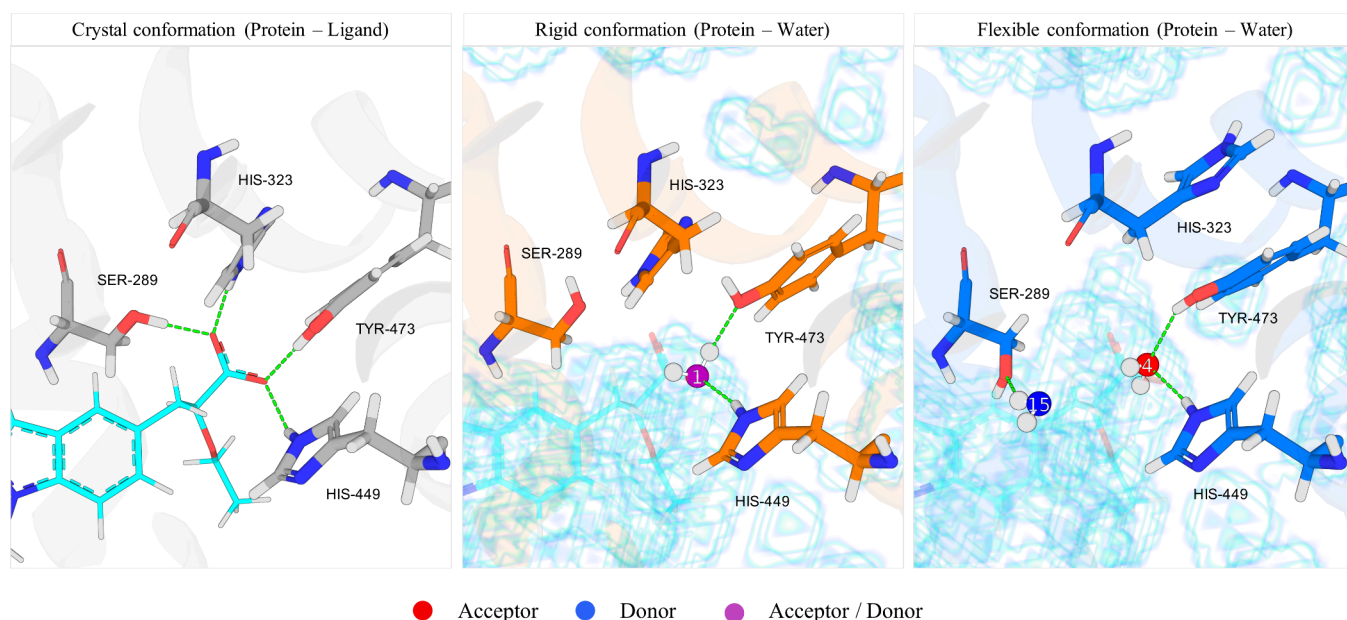 Crystal conformation (Protein – Ligand)
Rigid conformation (Protein – Water)
Flexible conformation (Protein – Water)
HIS-323
SER-289
TYR-473
HIS-449
HIS-323
SER-289
TYR-473
1
HIS-449
HIS-323
SER-289
TYR-473
4
15
HIS-449
Acceptor
Donor
Acceptor / Donor